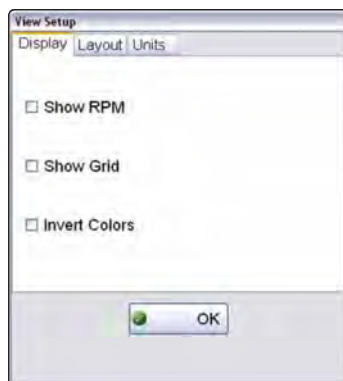 View Setup
Display Layout Units
Show RPM
Show Grid
Invert Colors
OK